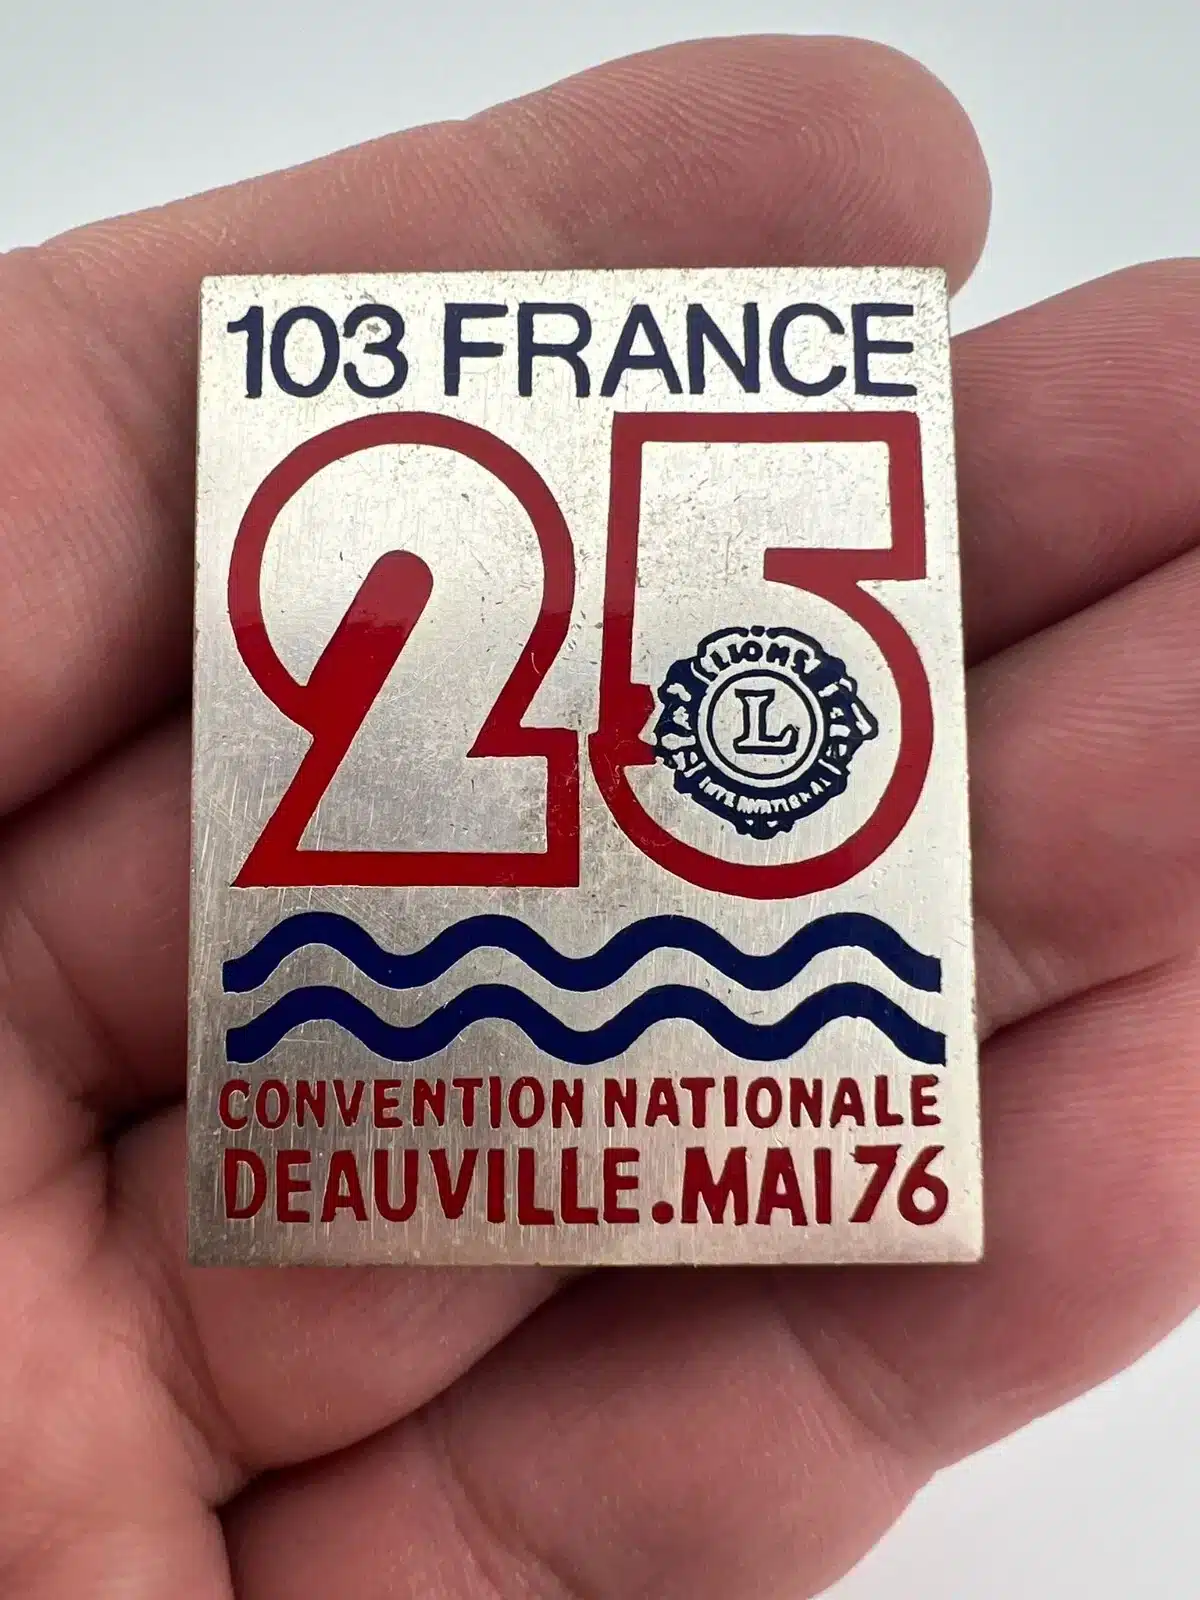 103 FRANCE
25
LIONS
L
INTERNATIONAL
CONVENTION NATIONALE
DEAUVILLE.MAI 76